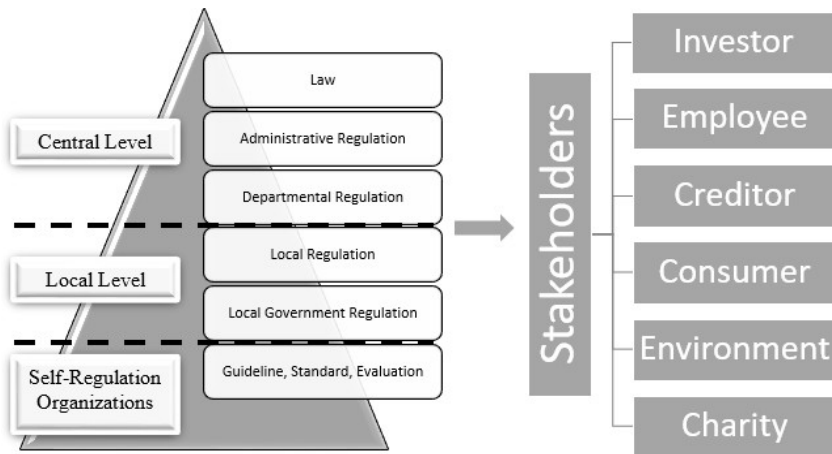 Central Level
Local Level
Self-Regulation
Organizations
Law
Administrative Regulation
Departmental Regulation
Local Regulation
Local Government Regulation
Guideline, Standard, Evaluation
Stakeholders
Investor
Employee
Creditor
Consumer
Environment
Charity